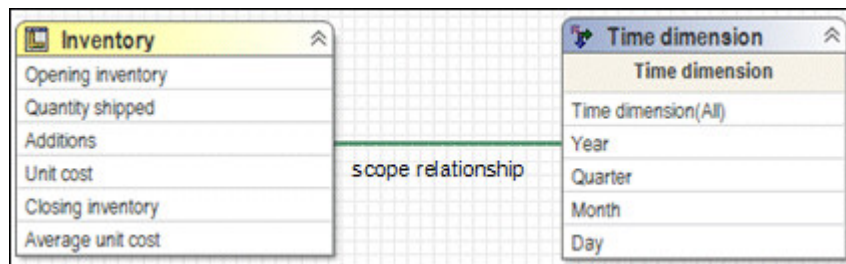 Inventory
Opening inventory
Quantity shipped
Additions
Unit cost
Closing inventory
Average unit cost
scope relationship
Time dimension
Time dimension
Time dimension(All)
Year
Quarter
Month
Day